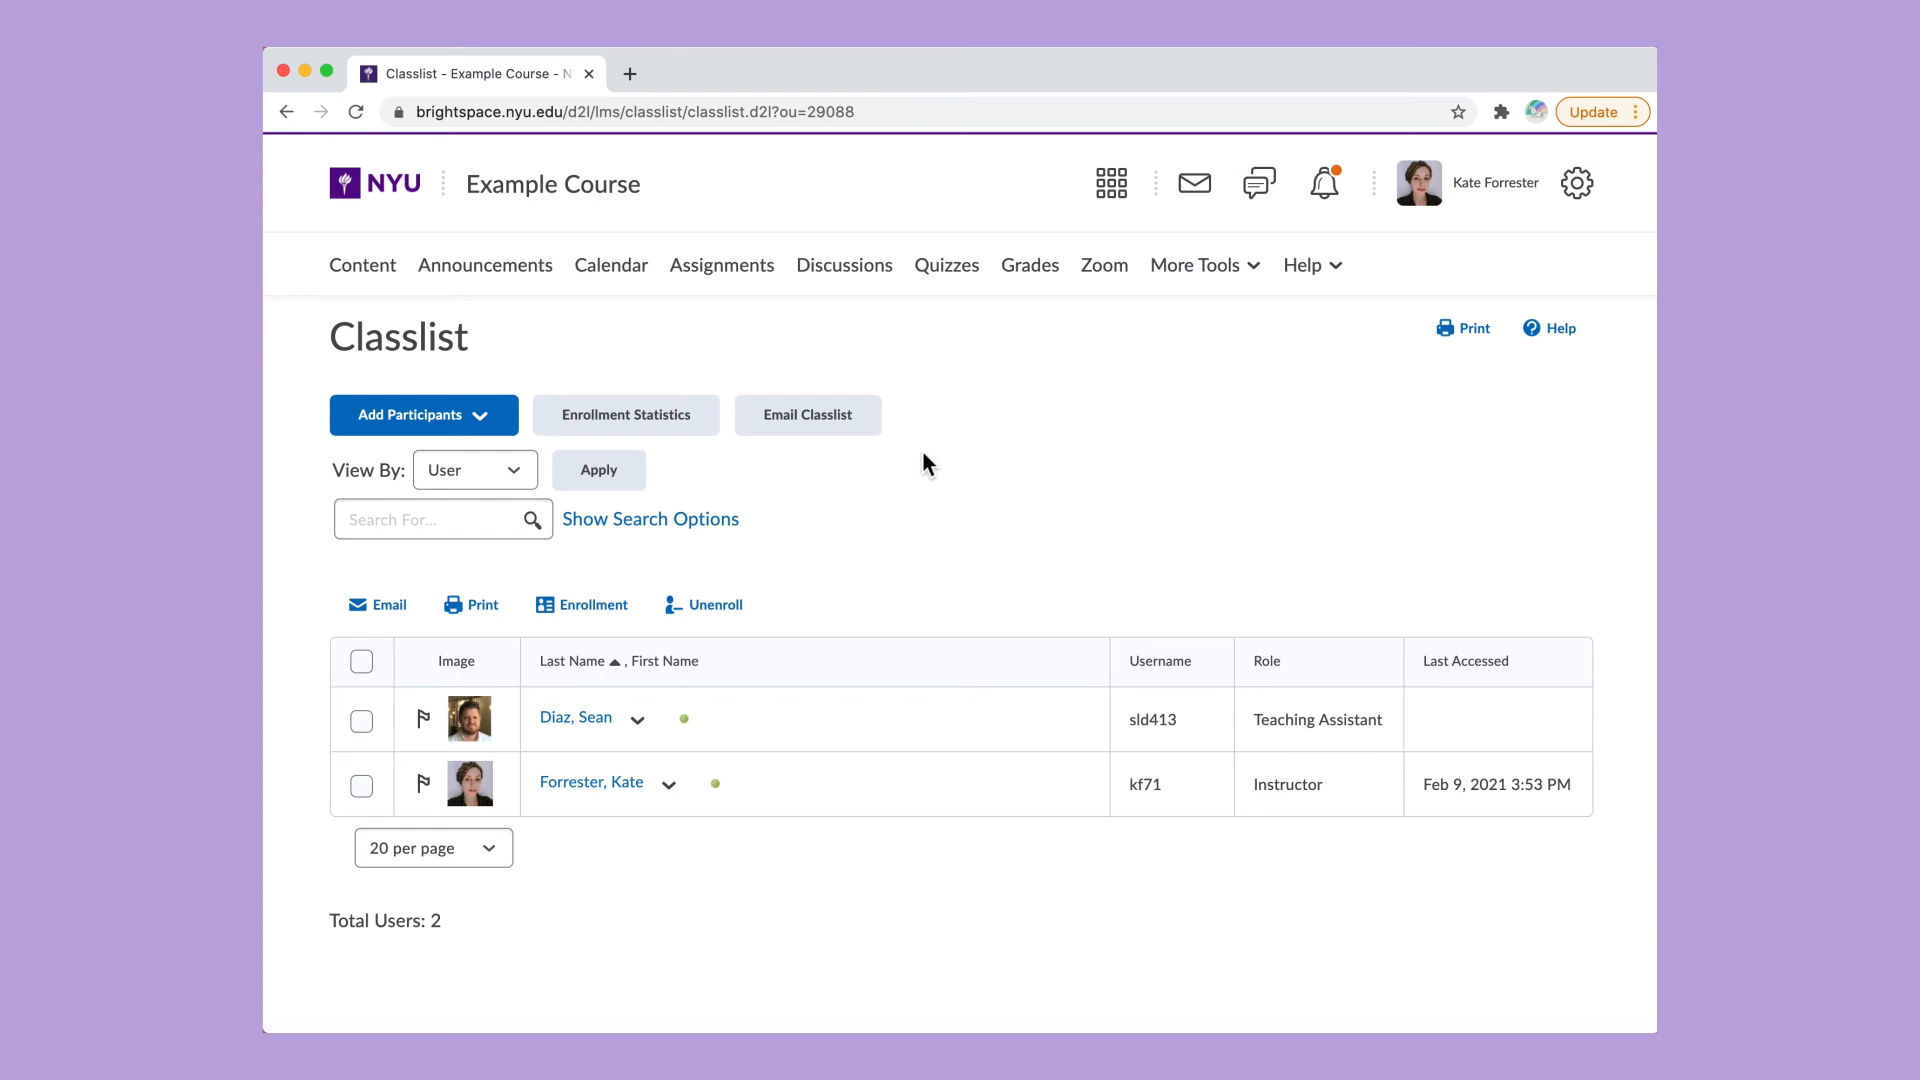 Classlist - Example Course - N
Update
brightspace.nyu.edu/d2l/lms/classlist/classlist.d2l?ou=29088
NYU
Example Course
Kate Forrester
Content Announcements Calendar Assignments Discussions Quizzes Grades Zoom More Tools Help
Classlist
Print Help
Add Participants Enrollment Statistics Email Classlist
View By: User Apply
Search For... Show Search Options
Email Print Enrollment Unenroll
Image Last Name , First Name Username Role Last Accessed
Diaz, Sean sld413 Teaching Assistant
Forrester, Kate kf71 Instructor Feb 9, 2021 3:53 PM
20 per page
Total Users: 2